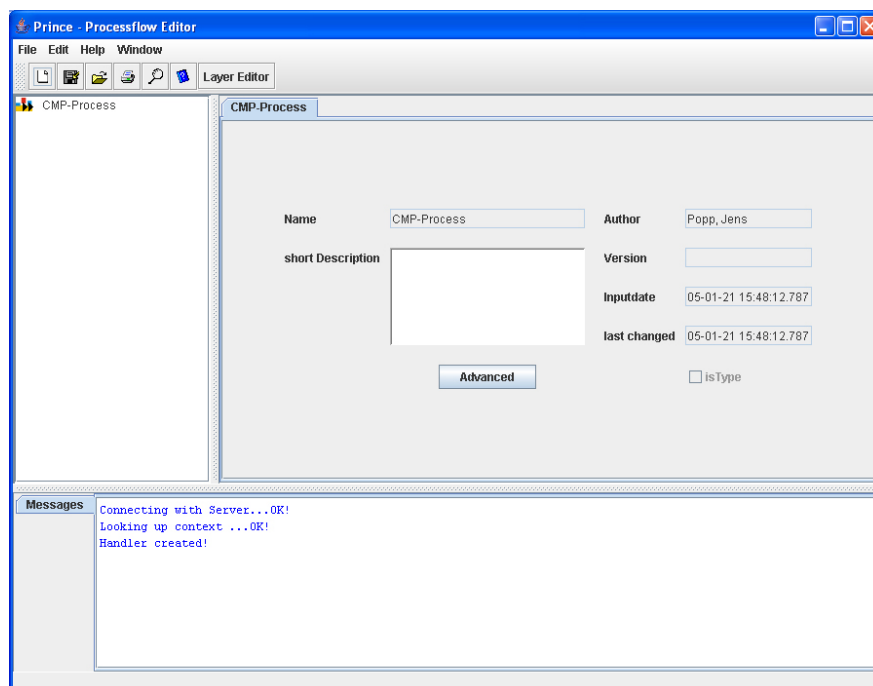 Prince - Processflow Editor
File Edit Help Window
Layer Editor
CMP-Process
CMP-Process
Name CMP-Process Author Popp, Jens
short Description Version
Inputdate 05-01-21 15:48:12.787
last changed 05-01-21 15:48:12.787
Advanced isType
Messages
Connecting with Server...OK!
Looking up context ...OK!
Handler created!